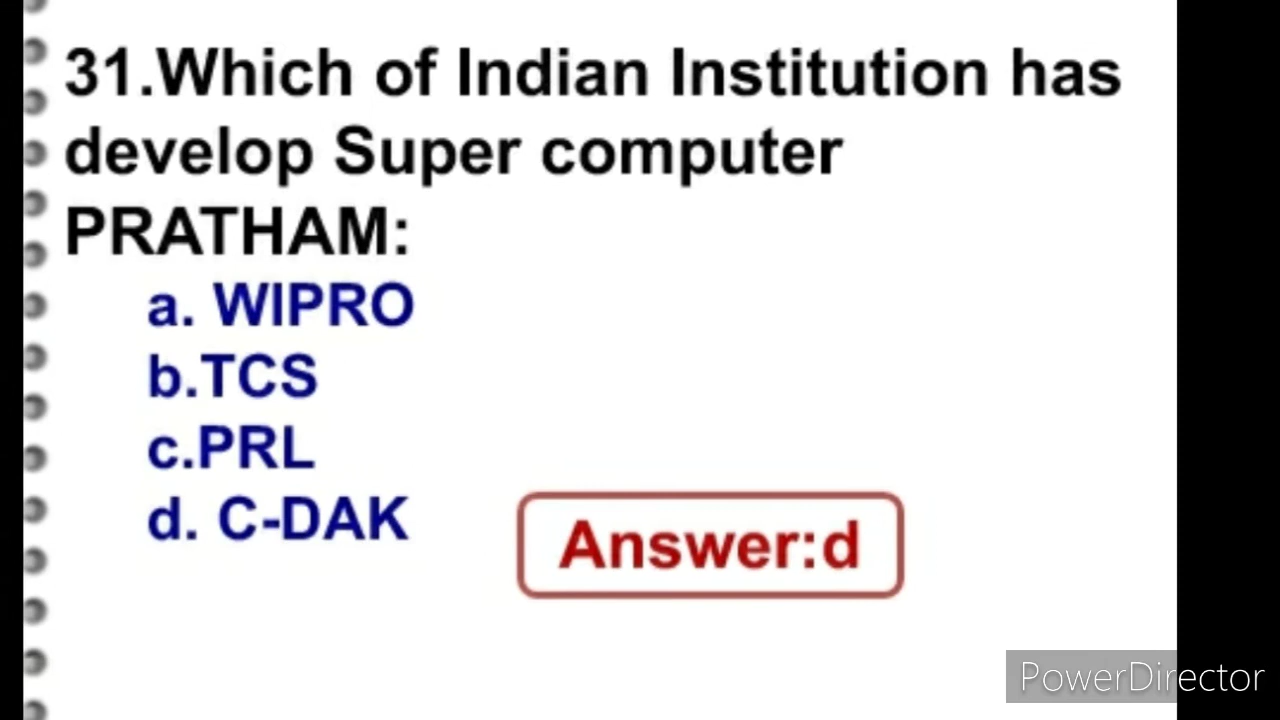 31.Which of Indian Institution has
develop Super computer
PRATHAM:
a. WIPRO
b.TCS
c.PRL
d. C-DAK
Answer:d
PowerDirector